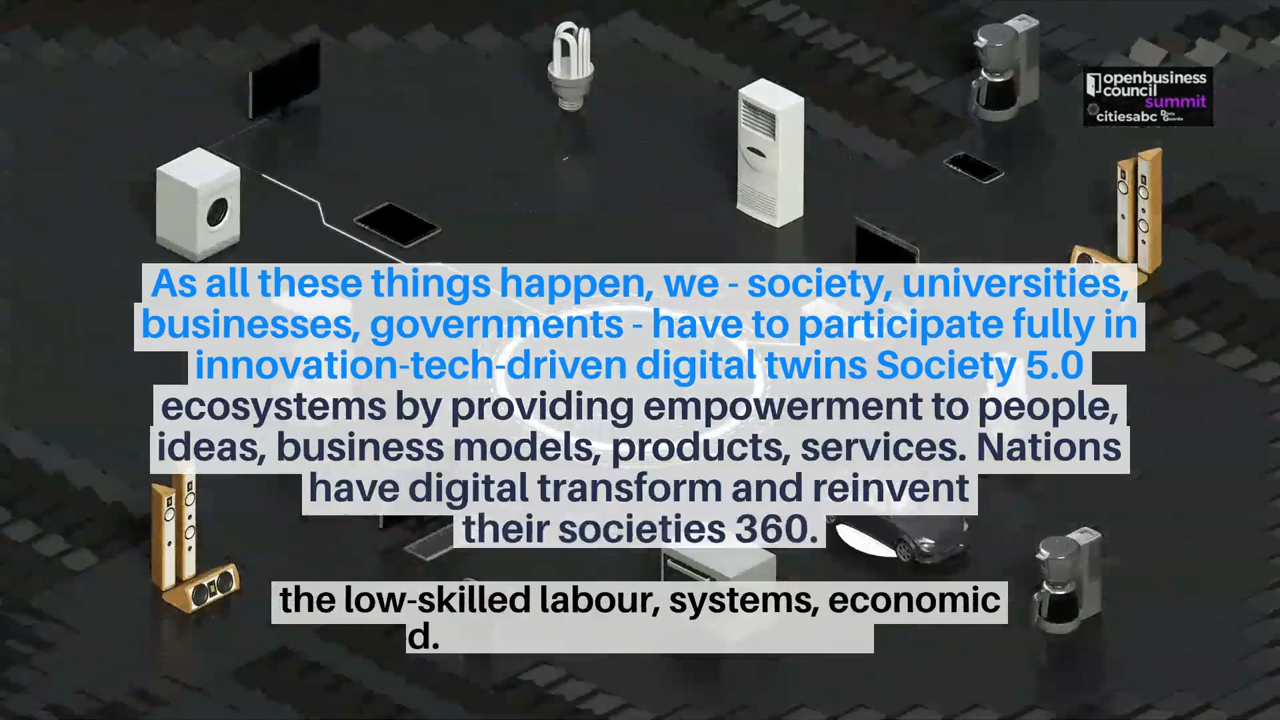 openbusiness
council
summit
citiesabc
As all these things happen, we - society, universities,
businesses, governments - have to participate fully in
innovation-tech-driven digital twins Society 5.0
ecosystems by providing empowerment to people,
ideas, business models, products, services. Nations
have digital transform and reinvent
their societies 360.
the low-skilled labour, systems, economic
d.